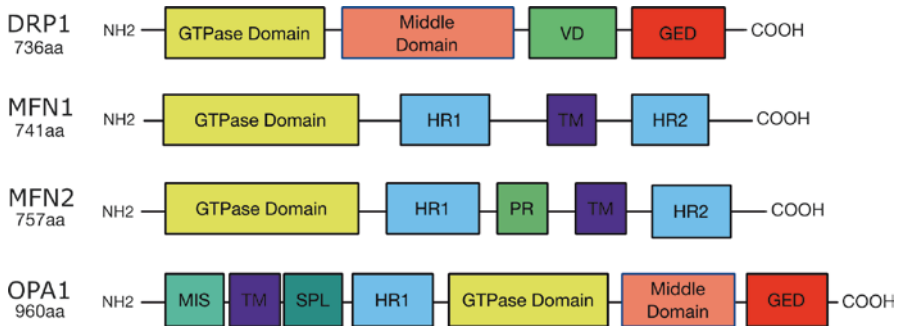 DRP1
736aa
NH2 GTPase Domain Middle Domain VD GED COOH
MFN1
741aa
NH2 GTPase Domain HR1 TM HR2 COOH
MFN2
757aa
NH2 GTPase Domain HR1 PR TM HR2 COOH
OPA1
960aa
NH2 MIS TM SPL HR1 GTPase Domain Middle Domain GED COOH